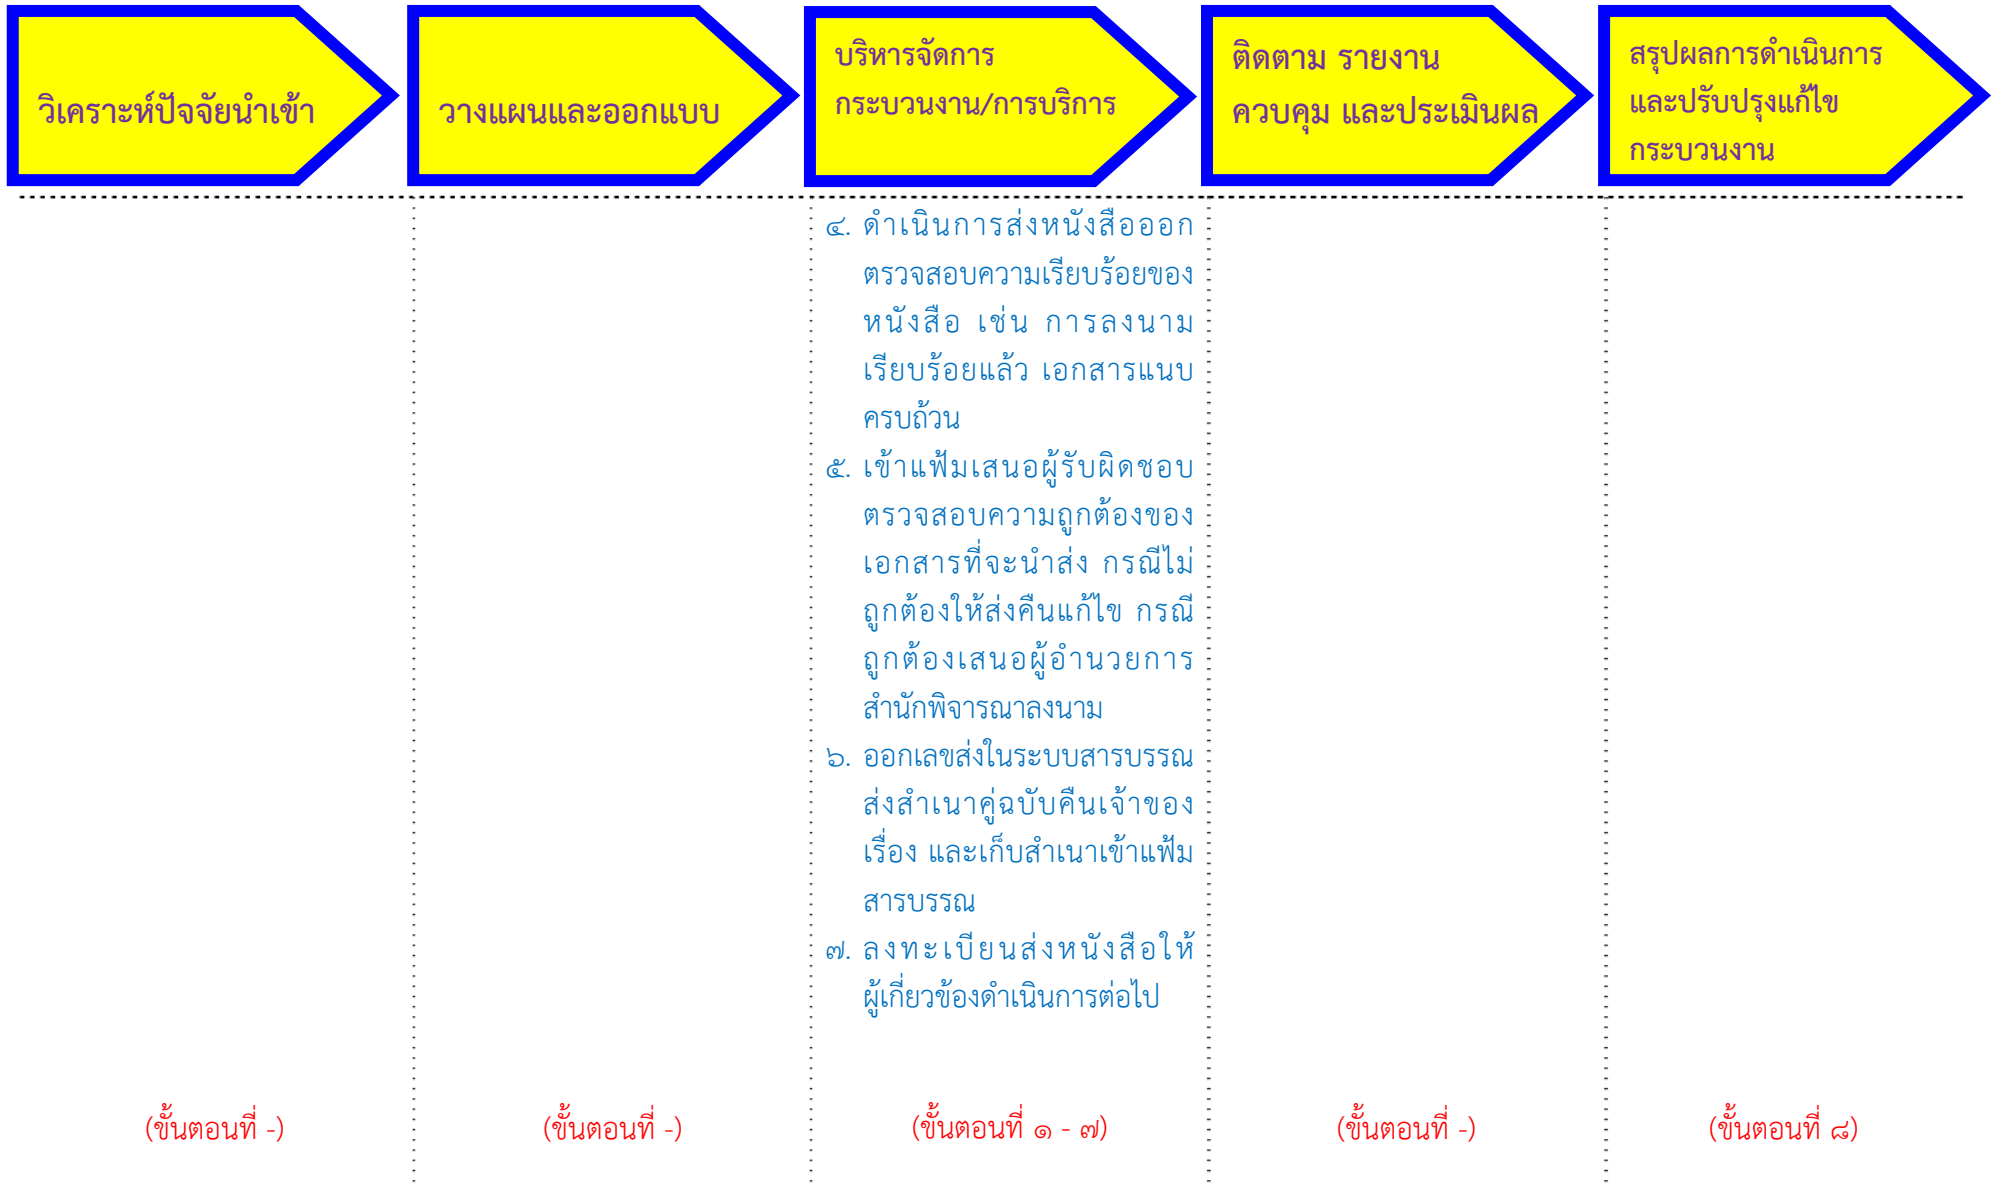 วิเคราะห์ปัจจัยนำเข้า
วางแผนและออกแบบ
บริหารจัดการ
กระบวนงาน/การบริการ
ติดตาม รายงาน
ควบคุม และประเมินผล
สรุปผลการดำเนินการ
และปรับปรุงแก้ไข
กระบวนงาน
๔. ดำเนินการส่งหนังสือออก
ตรวจสอบความเรียบร้อยของ
หนังสือ เช่น การลงนาม
เรียบร้อยแล้ว เอกสารแนบ
ครบถ้วน
๕. เข้าแฟ้มเสนอผู้รับผิดชอบ
ตรวจสอบความถูกต้องของ
เอกสารที่จะนำส่ง กรณีไม่
ถูกต้องให้ส่งคืนแก้ไข กรณี
ถูกต้องเสนอผู้อำนวยการ
สำนักพิจารณาลงนาม
๖. ออกเลขส่งในระบบสารบรรณ
ส่งสำเนาคู่ฉบับคืนเจ้าของ
เรื่อง และเก็บสำเนาเข้าแฟ้ม
สารบรรณ
๗. ลงทะเบียนส่งหนังสือให้
ผู้เกี่ยวข้องดำเนินการต่อไป
(ขั้นตอนที่ -)
(ขั้นตอนที่ -)
(ขั้นตอนที่ ๑ - ๗)
(ขั้นตอนที่ -)
(ขั้นตอนที่ ๘)